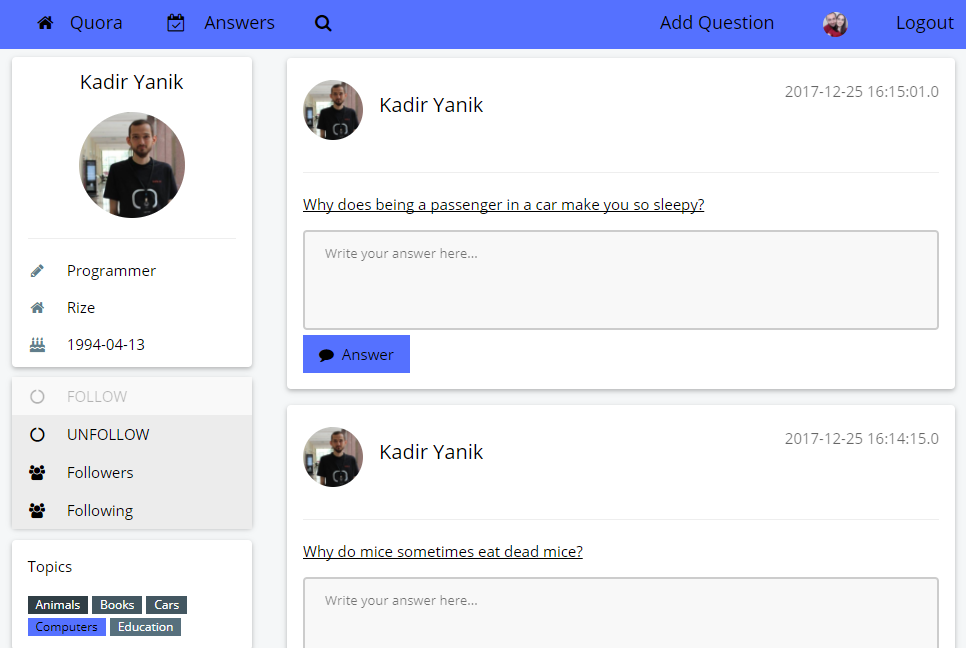 Quora Answers Add Question Logout
Kadir Yanik
Programmer
Rize
1994-04-13
FOLLOW
UNFOLLOW
Followers
Following
Topics
Animals Books Cars
Computers Education
Kadir Yanik 2017-12-25 16:15:01.0
Why does being a passenger in a car make you so sleepy?
Write your answer here...
Answer
Kadir Yanik 2017-12-25 16:14:15.0
Why do mice sometimes eat dead mice?
Write your answer here...